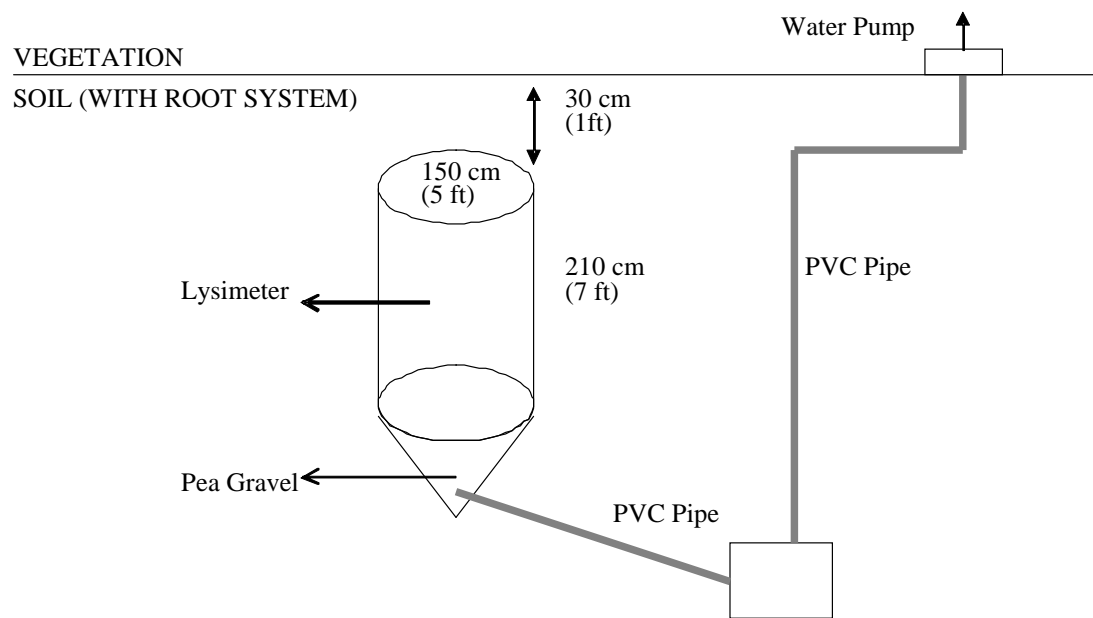 Water Pump
VEGETATION
SOIL (WITH ROOT SYSTEM)
30 cm
(1ft)
150 cm
(5 ft)
210 cm
(7 ft)
PVC Pipe
Lysimeter
Pea Gravel
PVC Pipe